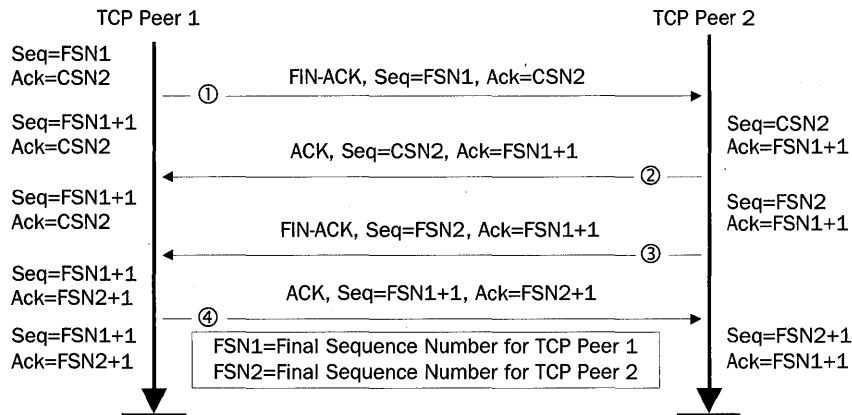 TCP Peer 1
TCP Peer 2
Seq=FSN1
Ack=CSN2
FIN-ACK, Seq=FSN1, Ack=CSN2
①
Seq=FSN1+1
Ack=CSN2
Seq=CSN2
Ack=FSN1+1
ACK, Seq=CSN2, Ack=FSN1+1
②
Seq=FSN1+1
Ack=CSN2
Seq=FSN2
Ack=FSN1+1
FIN-ACK, Seq=FSN2, Ack=FSN1+1
③
Seq=FSN1+1
Ack=FSN2+1
ACK, Seq=FSN1+1, Ack=FSN2+1
④
Seq=FSN1+1
Ack=FSN2+1
Seq=FSN2+1
Ack=FSN1+1
FSN1=Final Sequence Number for TCP Peer 1
FSN2=Final Sequence Number for TCP Peer 2